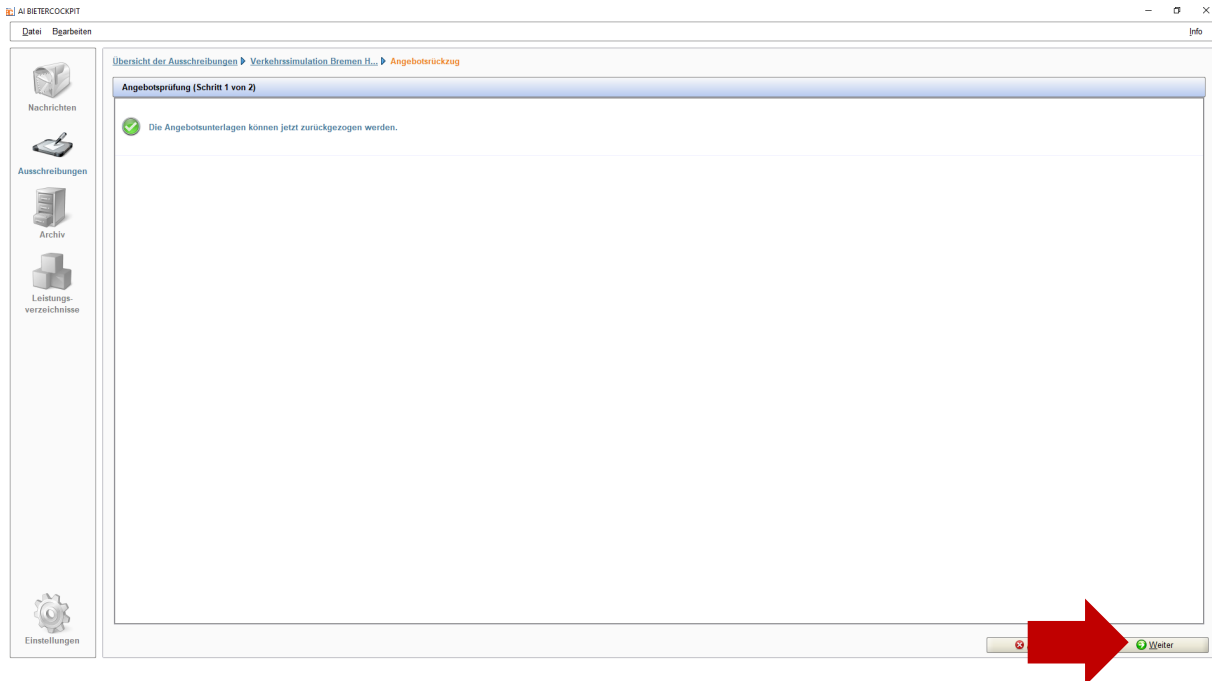 AI BIETERCOCKPIT
Datei Bearbeiten Info
Übersicht der Ausschreibungen Verkehrssimulation Bremen H... Angebotsrückzug
Angebotsprüfung (Schritt 1 von 2)
Die Angebotsunterlagen können jetzt zurückgezogen werden.
Nachrichten
Ausschreibungen
Archiv
Leistungs-
verzeichnisse
Einstellungen
Weiter